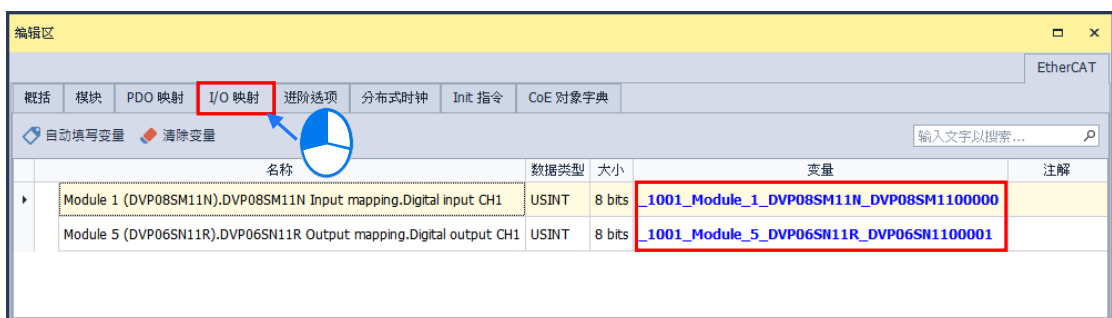 编辑区
EtherCAT
概括 模块 PDO 映射 I/O 映射 进阶选项 分布式时钟 Init 指令 CoE 对象字典
自动填写变量 清除变量 输入文字以搜索...
名称 数据类型 大小 变量 注解
Module 1 (DVP08SM11N).DVP08SM11N Input mapping.Digital input CH1 USINT 8 bits _1001_Module_1_DVP08SM11N_DVP08SM1100000
Module 5 (DVP06SN11R).DVP06SN11R Output mapping.Digital output CH1 USINT 8 bits _1001_Module_5_DVP06SN11R_DVP06SN1100001